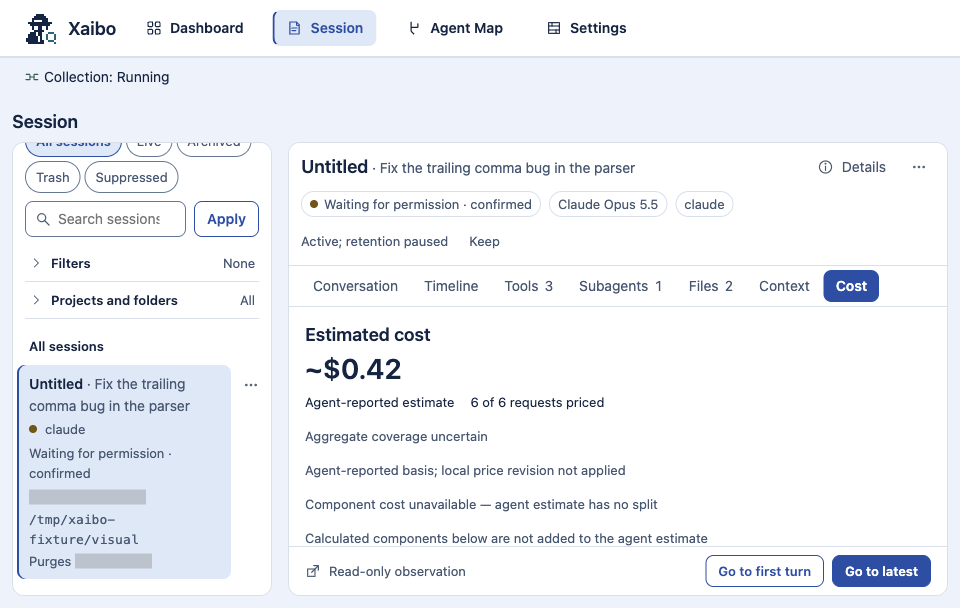 Xaibo
Dashboard
Session
Agent Map
Settings
Collection: Running
Session
All sessions
Live
Archived
Trash
Suppressed
Search sessions
Apply
Filters
None
Projects and folders
All
All sessions
Untitled · Fix the trailing
comma bug in the parser
claude
Waiting for permission ·
confirmed
/tmp/xaibo-
fixture/visual
Purges
Untitled · Fix the trailing comma bug in the parser
Details
Waiting for permission · confirmed
Claude Opus 5.5
claude
Active; retention paused
Keep
Conversation
Timeline
Tools 3
Subagents 1
Files 2
Context
Cost
Estimated cost
~$0.42
Agent-reported estimate
6 of 6 requests priced
Aggregate coverage uncertain
Agent-reported basis; local price revision not applied
Component cost unavailable — agent estimate has no split
Calculated components below are not added to the agent estimate
Read-only observation
Go to first turn
Go to latest